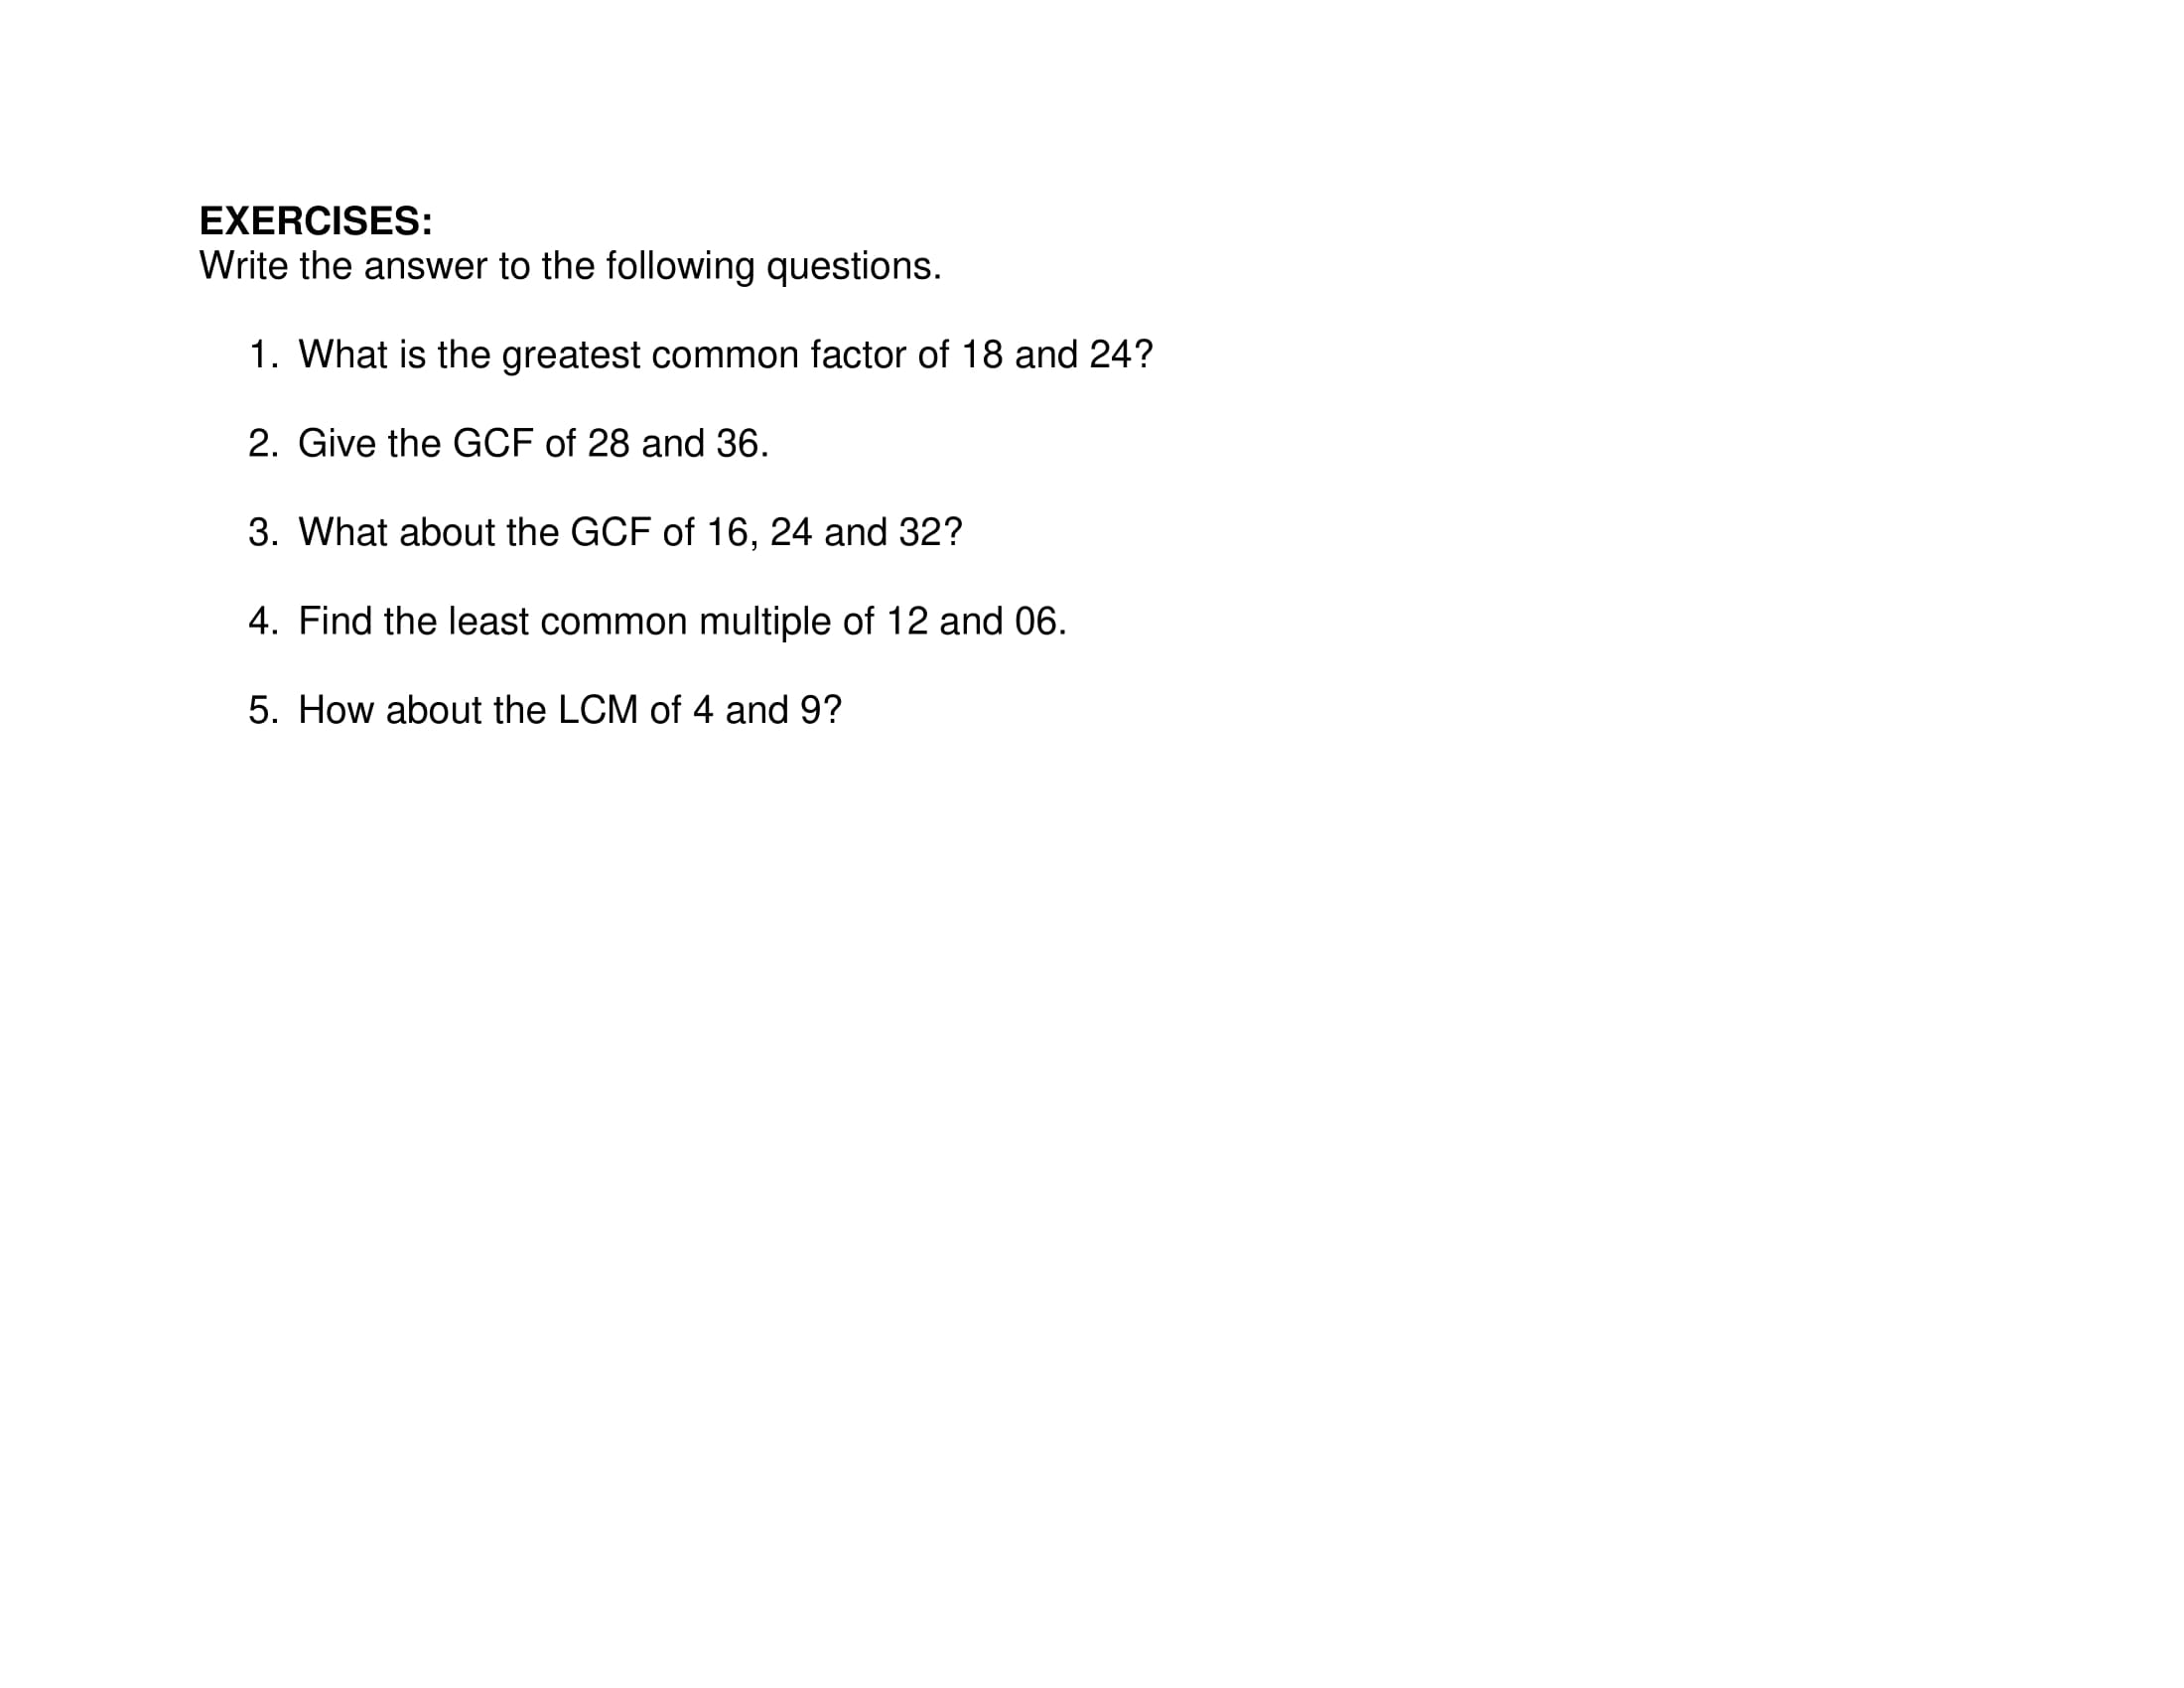 EXERCISES:
Write the answer to the following questions.
1. What is the greatest common factor of 18 and 24?
2. Give the GCF of 28 and 36.
3. What about the GCF of 16, 24 and 32?
4. Find the least common multiple of 12 and 06.
5. How about the LCM of 4 and 9?